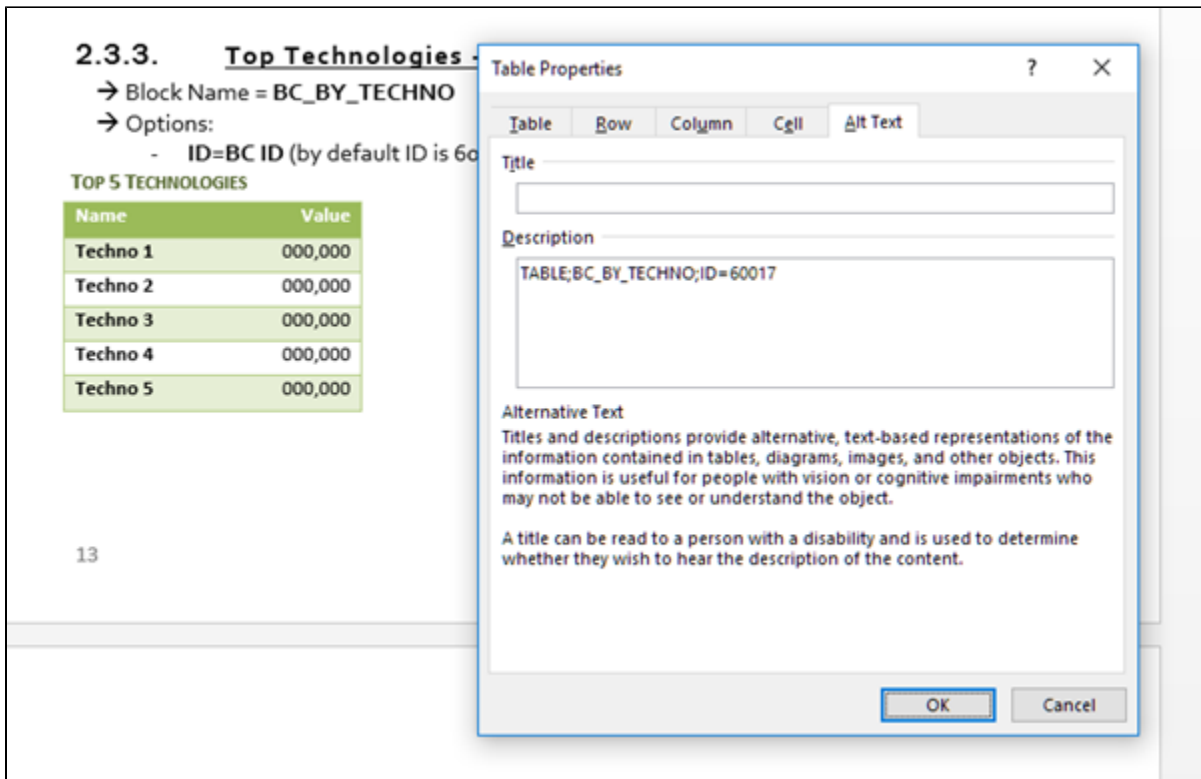 2.3.3. Top Technologies -
→ Block Name = BC_BY_TECHNO
→ Options:
- ID=BC ID (by default ID is 60
TOP 5 TECHNOLOGIES
Name Value
Techno 1 000,000
Techno 2 000,000
Techno 3 000,000
Techno 4 000,000
Techno 5 000,000
13
Table Properties ? ×
Table Row Column Cell Alt Text
Title
Description
TABLE;BC_BY_TECHNO;ID=60017
Alternative Text
Titles and descriptions provide alternative, text-based representations of the
information contained in tables, diagrams, images, and other objects. This
information is useful for people with vision or cognitive impairments who
may not be able to see or understand the object.
A title can be read to a person with a disability and is used to determine
whether they wish to hear the description of the content.
OK Cancel